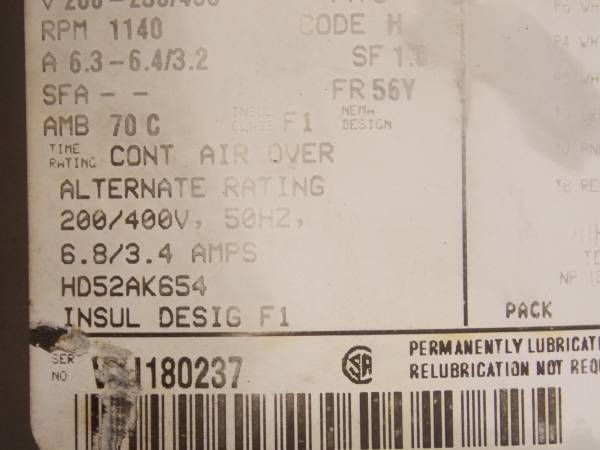 RPM 1140 CODE H
A 6.3-6.4/3.2 SF
SFA -- FR 56Y
AMB 70 C INSUL CLASS F1 NEMA DESIGN
TIME RATING CONT AIR OVER
ALTERNATE RATING
200/400V, 50HZ,
6.8/3.4 AMPS
HD52AK654
INSUL DESIG F1
PACK
SER NO 180237
PERMANENTLY
RELUBRICATION NOT